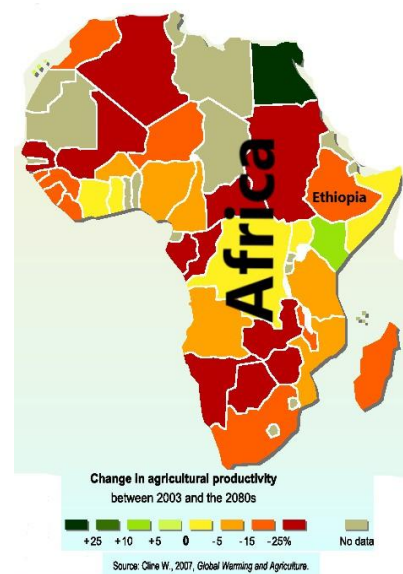 Africa
Ethiopia
Change in agricultural productivity
between 2003 and the 2080s
+25 +10 +5 0 -5 -15 -25% No data
Source: Cline W., 2007, Global Warming and Agriculture.